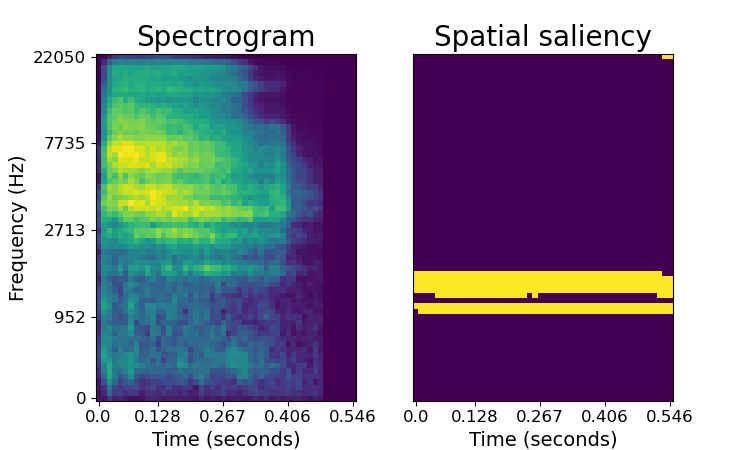 Spectrogram
Spatial saliency
22050
7735
2713
952
0
Frequency (Hz)
0.0 0.128 0.267 0.406 0.546
0.0 0.128 0.267 0.406 0.546
Time (seconds)
Time (seconds)